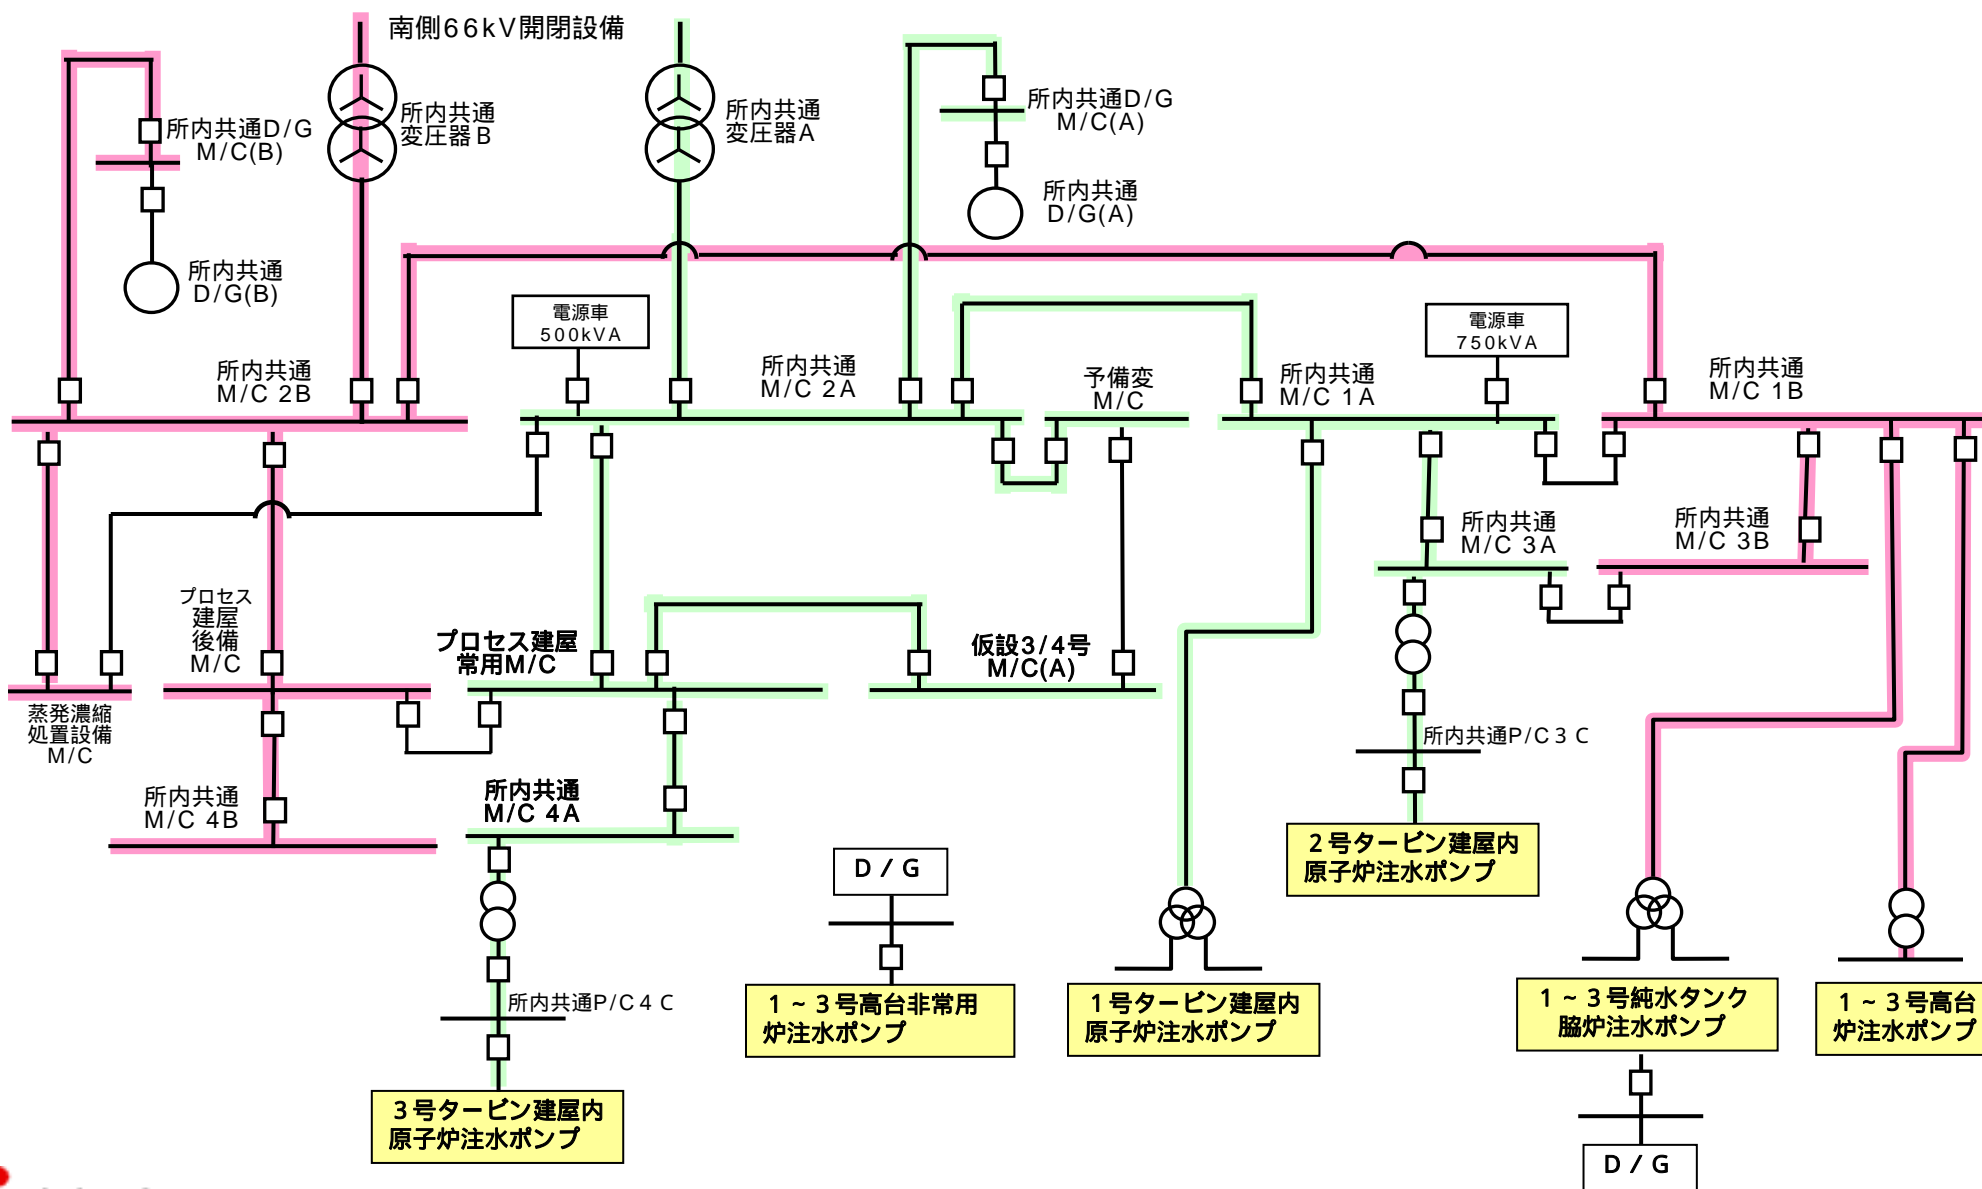 南側66kV開閉設備
所内共通D/G
M/C(B)
所内共通
変圧器B
所内共通
変圧器A
所内共通D/G
M/C(A)
所内共通
D/G(A)
所内共通
D/G(B)
電源車
500kVA
電源車
750kVA
所内共通
M/C 2B
所内共通
M/C 2A
予備変
M/C
所内共通
M/C 1A
所内共通
M/C 1B
所内共通
M/C 3A
所内共通
M/C 3B
プロセス
建屋
後備
M/C
プロセス建屋
常用M/C
仮設3/4号
M/C(A)
蒸発濃縮
処置設備
M/C
所内共通P/C3C
所内共通
M/C 4B
所内共通
M/C 4A
2号タービン建屋内
原子炉注水ポンプ
D/G
所内共通P/C4C
1~3号高台非常用
炉注水ポンプ
1号タービン建屋内
原子炉注水ポンプ
1~3号純水タンク
脇炉注水ポンプ
1~3号高台
炉注水ポンプ
3号タービン建屋内
原子炉注水ポンプ
D/G